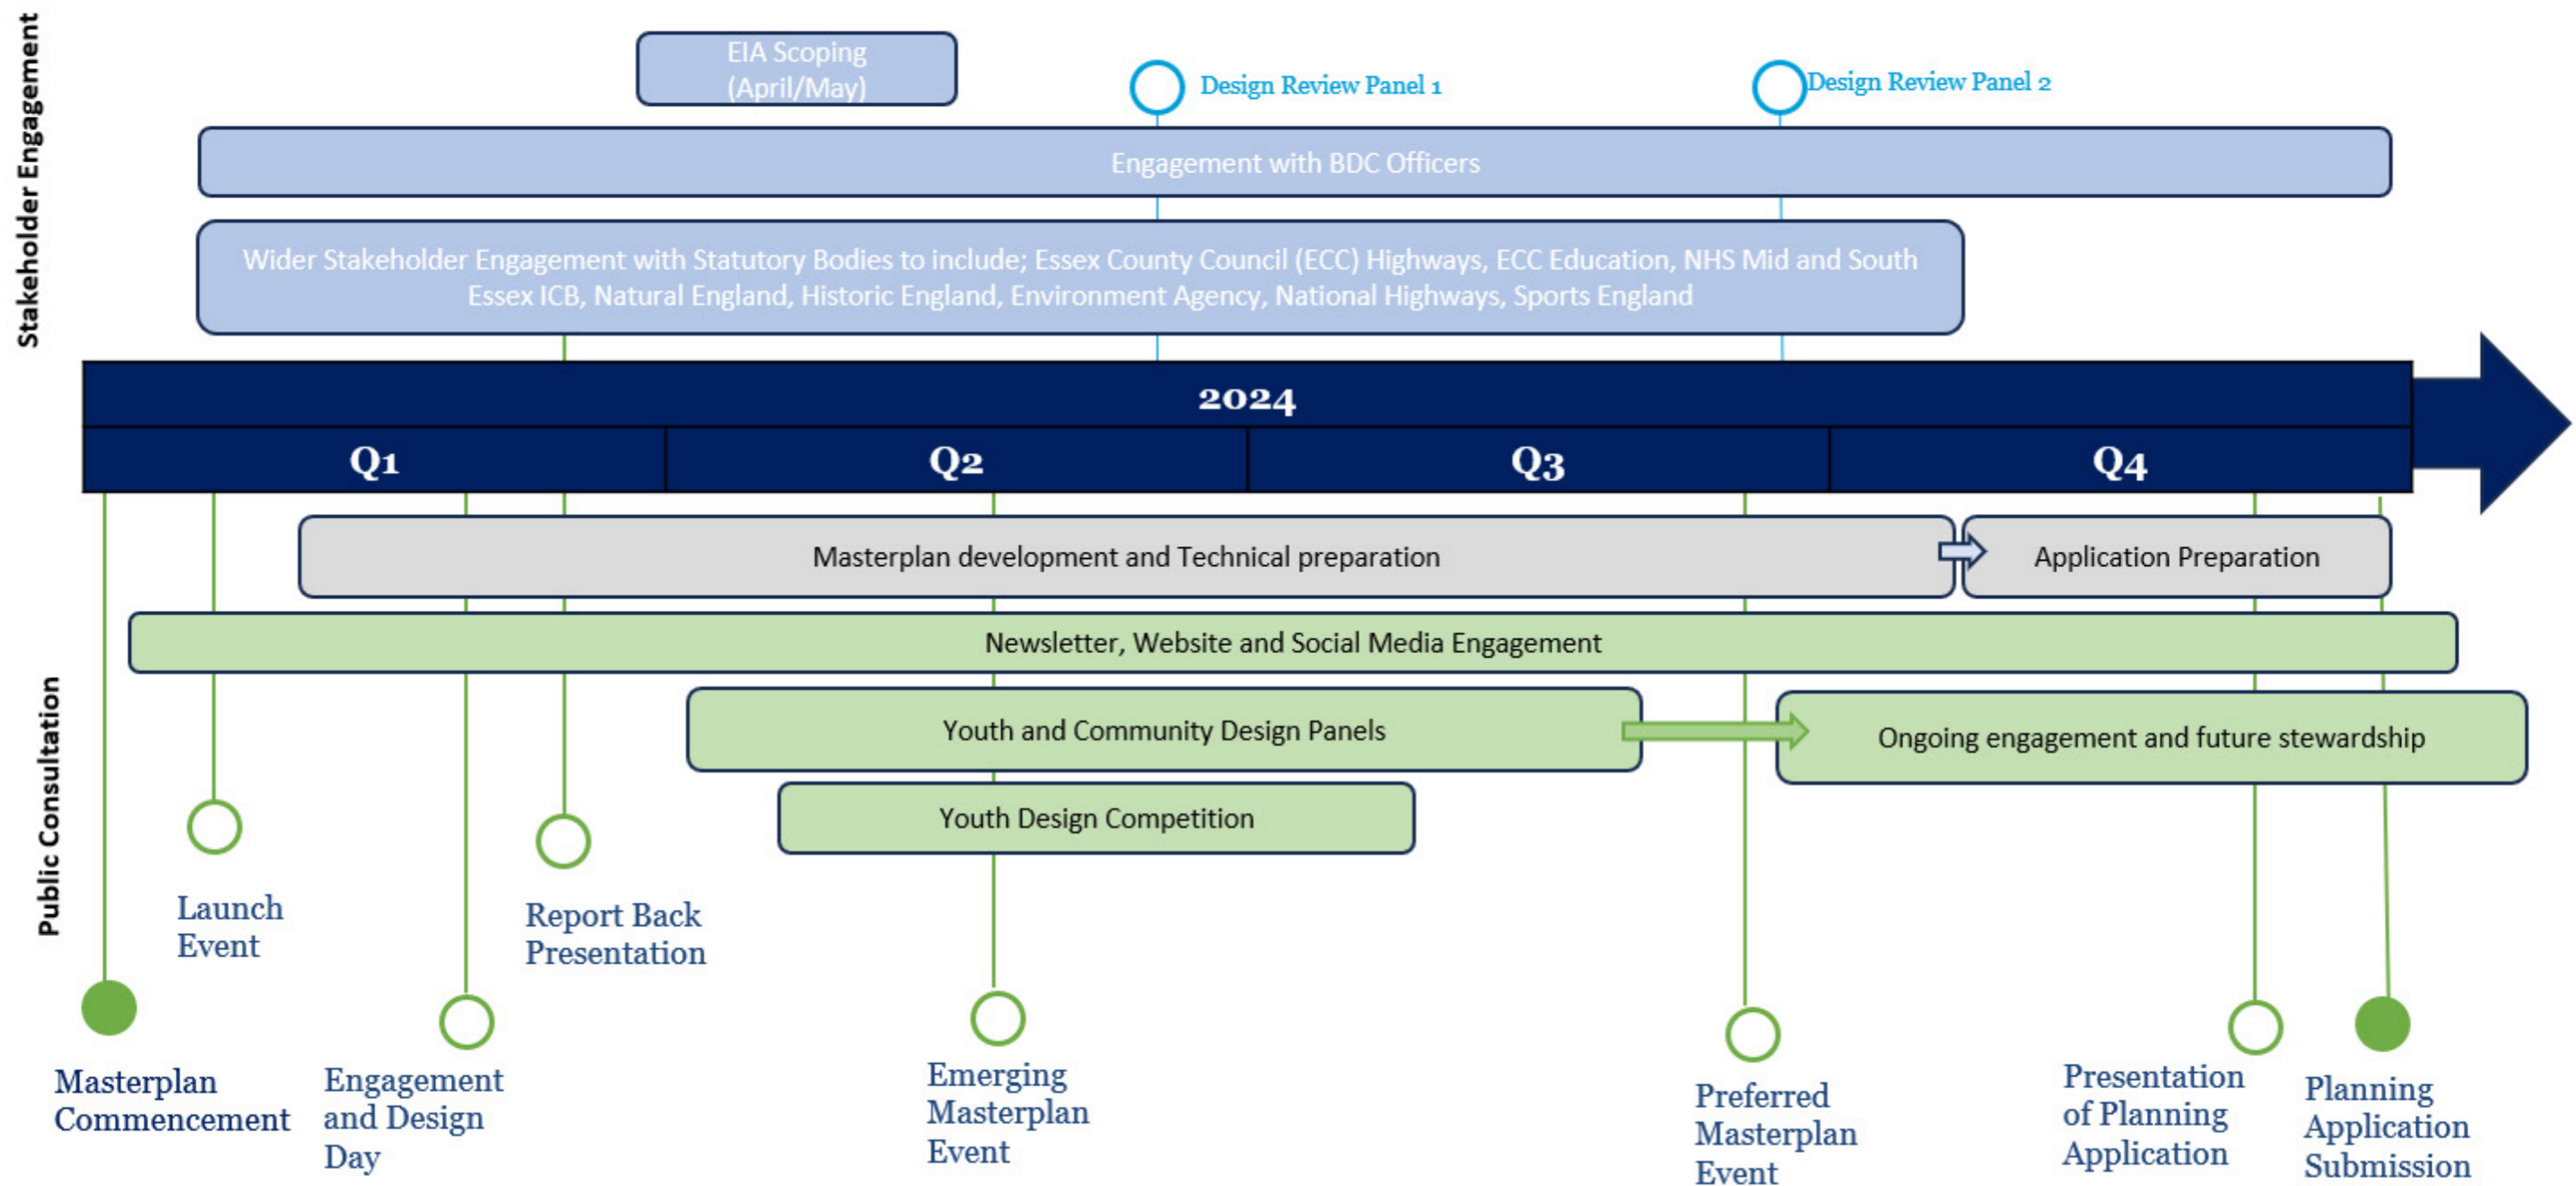 Stakeholder Engagement
EIA Scoping
(April/May)
Design Review Panel 1
Design Review Panel 2
Engagement with BDC Officers
Wider Stakeholder Engagement with Statutory Bodies to include; Essex County Council (ECC) Highways, ECC Education, NHS Mid and South
Essex ICB, Natural England, Historic England, Environment Agency, National Highways, Sports England
2024
Q1
Q2
Q3
Q4
Masterplan development and Technical preparation
Application Preparation
Public Consultation
Newsletter, Website and Social Media Engagement
Youth and Community Design Panels
Ongoing engagement and future stewardship
Youth Design Competition
Launch
Event
Report Back
Presentation
Masterplan
Commencement
Engagement
and Design
Day
Emerging
Masterplan
Event
Preferred
Masterplan
Event
Presentation
of Planning
Application
Planning
Application
Submission